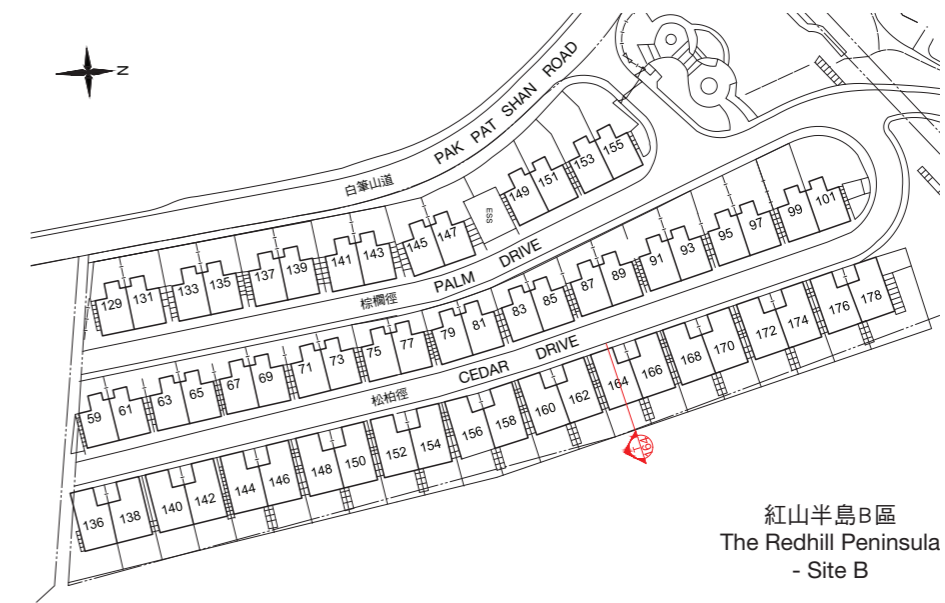 N
PAK PAT SHAN ROAD
白筆山道
149 151 153 155
ESS
129 131 133 135 137 139 141 143 145 147
PALM DRIVE
棕櫚徑
59 61 63 65 67 69 71 73 75 77 79 81 83 85 87 89 91 93 95 97 99 101
CEDAR DRIVE
松柏徑
136 138 140 142 144 146 148 150 152 154 156 158 160 162 164 166 168 170 172 174 176 178
紅山半島B區
The Redhill Peninsula
- Site B